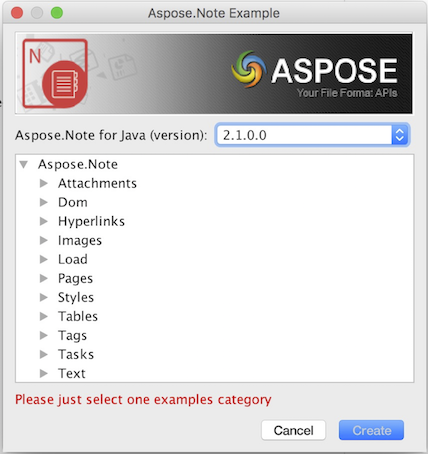 Aspose.Note Example
N
ASPOSE
Your File Format APIs
Aspose.Note for Java (version): 2.1.0.0
Aspose.Note
Attachments
Dom
Hyperlinks
Images
Load
Pages
Styles
Tables
Tags
Tasks
Text
Please just select one examples category
Cancel Create